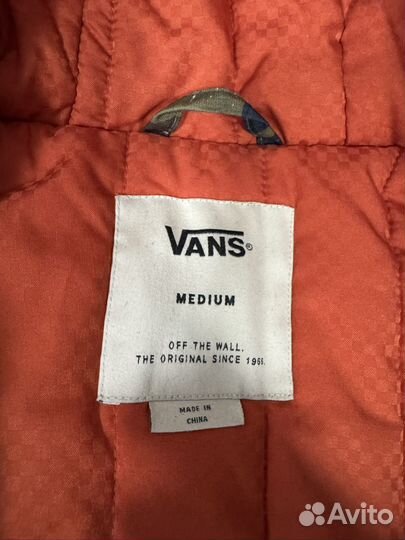 VANS®
MEDIUM
OFF THE WALL.
THE ORIGINAL SINCE 1966.
MADE IN
CHINA
Avito